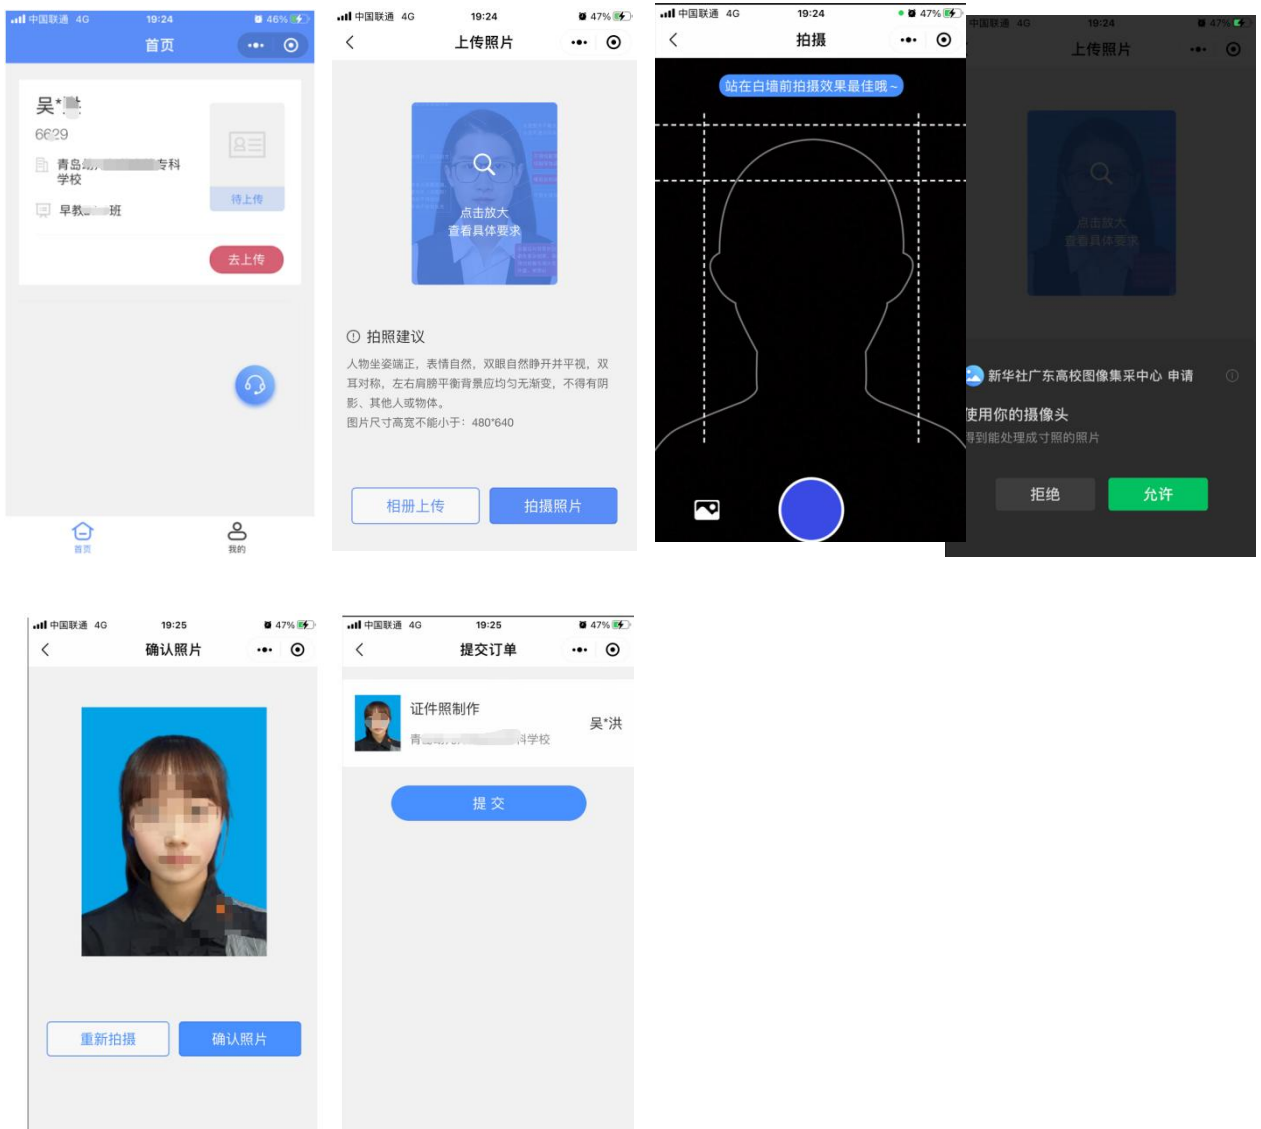 中国联通 4G
19:24
46%
首页
吴*
6629
青岛
专科
学校
早教
班
待上传
去上传
首页
我的
中国联通 4G
19:24
47%
上传照片
点击放大
查看具体要求
拍照建议
人物坐姿端正，表情自然，双眼自然睁开并平视，双
耳对称，左右肩膀平衡背景应均匀无渐变，不得有阴
影、其他人或物体。
图片尺寸高宽不能小于：480*640
相册上传
拍摄照片
中国联通 4G
19:24
47%
拍摄
站在白墙前拍摄效果最佳哦~
中国联通 4G
19:24
47%
上传照片
点击放大
查看具体要求
新华社广东高校图像集采中心 申请
使用你的摄像头
得到能处理成寸照的照片
拒绝
允许
中国联通 4G
19:25
47%
确认照片
重新拍摄
确认照片
中国联通 4G
19:25
47%
提交订单
证件照制作
吴*洪
青
科学校
提 交